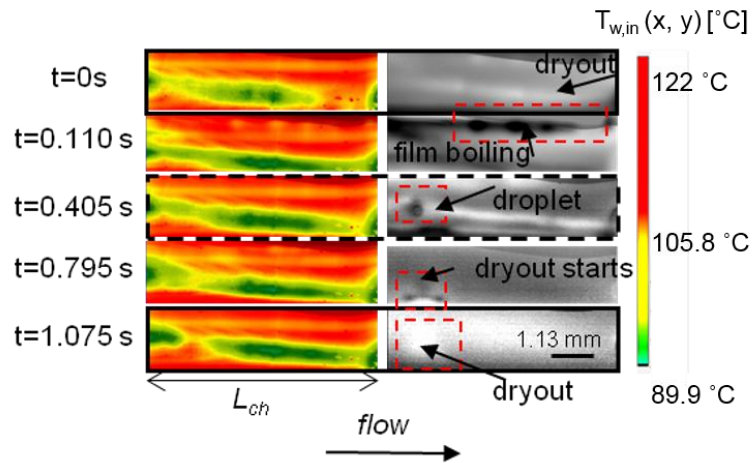 T_w,in (x, y) [˚C]
t=0s
dryout
122 ˚C
t=0.110 s
film boiling
t=0.405 s
droplet
105.8 ˚C
t=0.795 s
dryout starts
t=1.075 s
1.13 mm
dryout
89.9 ˚C
L_ch
flow